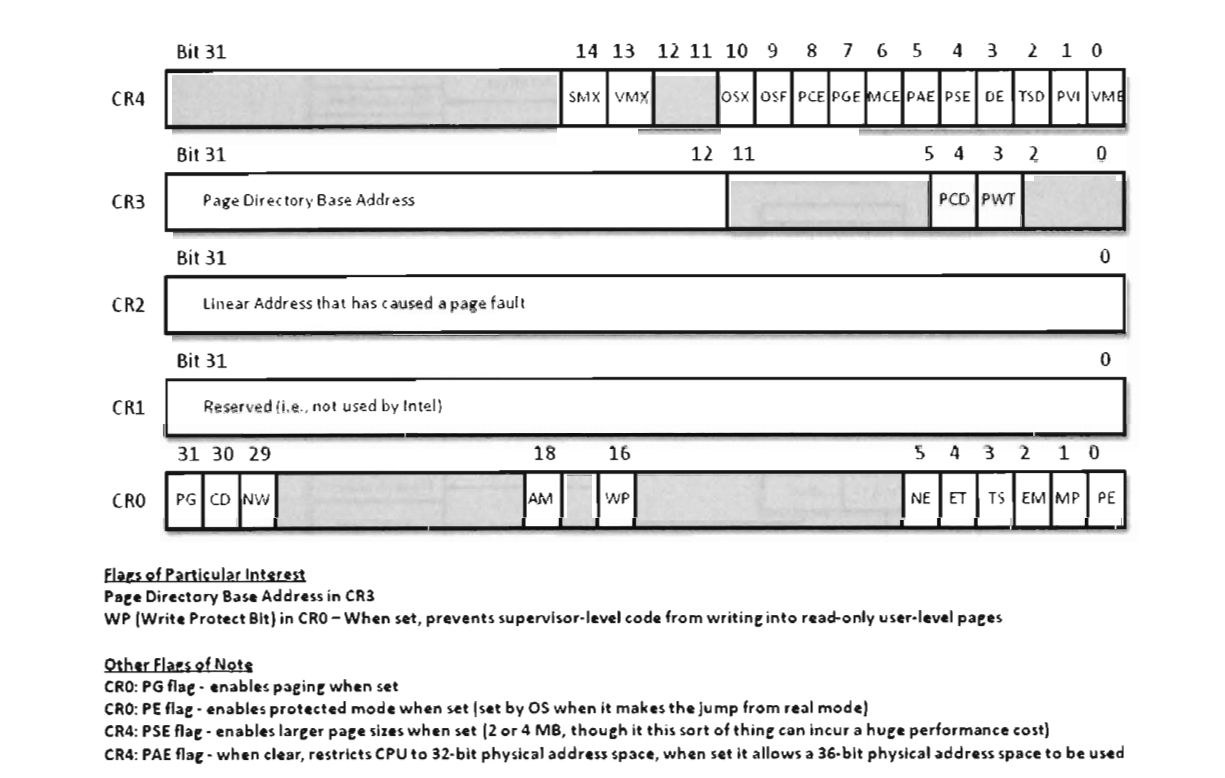 Bit 31 14 13 12 11 10 9 8 7 6 5 4 3 2 1 0
CR4 SMX VMX OSX OSF PCE PGE MCE PAE PSE DE TSD PVI VME
Bit 31 12 11 5 4 3 2 0
CR3 Page Directory Base Address PCD PWT
Bit 31 0
CR2 Linear Address that has caused a page fault
Bit 31 0
CR1 Reserved (i.e., not used by Intel)
31 30 29 18 16 5 4 3 2 1 0
CR0 PG CD NW AM WP NE ET TS EM MP PE
Flags of Particular Interest
Page Directory Base Address in CR3
WP (Write Protect Bit) in CR0 – When set, prevents supervisor-level code from writing into read-only user-level pages
Other Flags of Note
CR0: PG flag - enables paging when set
CR0: PE flag - enables protected mode when set (set by OS when it makes the jump from real mode)
CR4: PSE flag - enables larger page sizes when set (2 or 4 MB, though it this sort of thing can incur a huge performance cost)
CR4: PAE flag - when clear, restricts CPU to 32-bit physical address space, when set it allows a 36-bit physical address space to be used